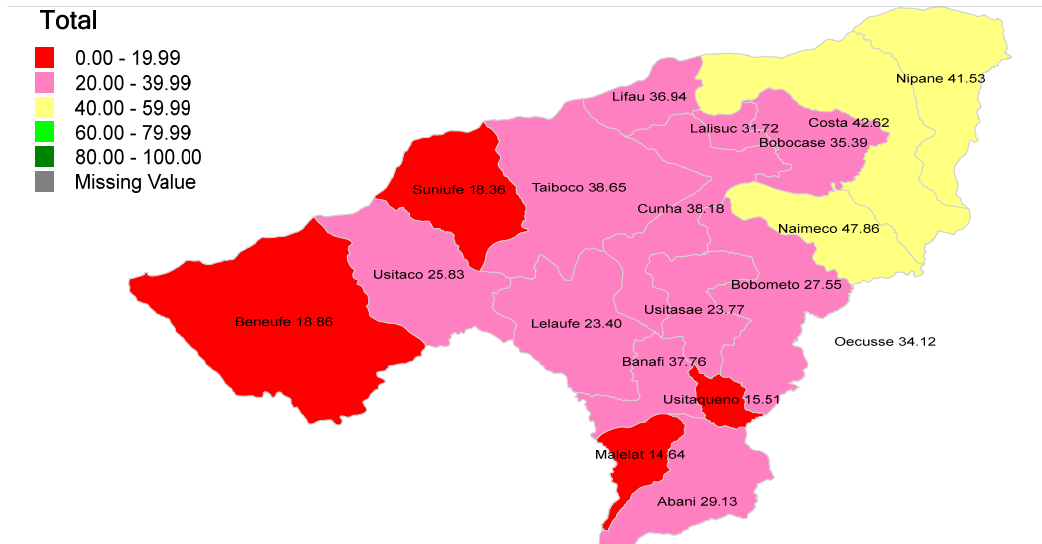 Total
0.00 - 19.99
20.00 - 39.99
40.00 - 59.99
60.00 - 79.99
80.00 - 100.00
Missing Value
Nipane 41.53
Lifau 36.94
Costa 42.62
Lalisuc 31.72
Bobocase 35.39
Suniufe 18.36
Taiboco 38.65
Cunha 38.18
Naimeco 47.86
Usitaco 25.83
Bobometo 27.55
Usitasae 23.77
Beneufe 18.86
Lelaufe 23.40
Oecusse 34.12
Banafi 37.76
Usitaqueno 15.51
Malelat 14.64
Abani 29.13